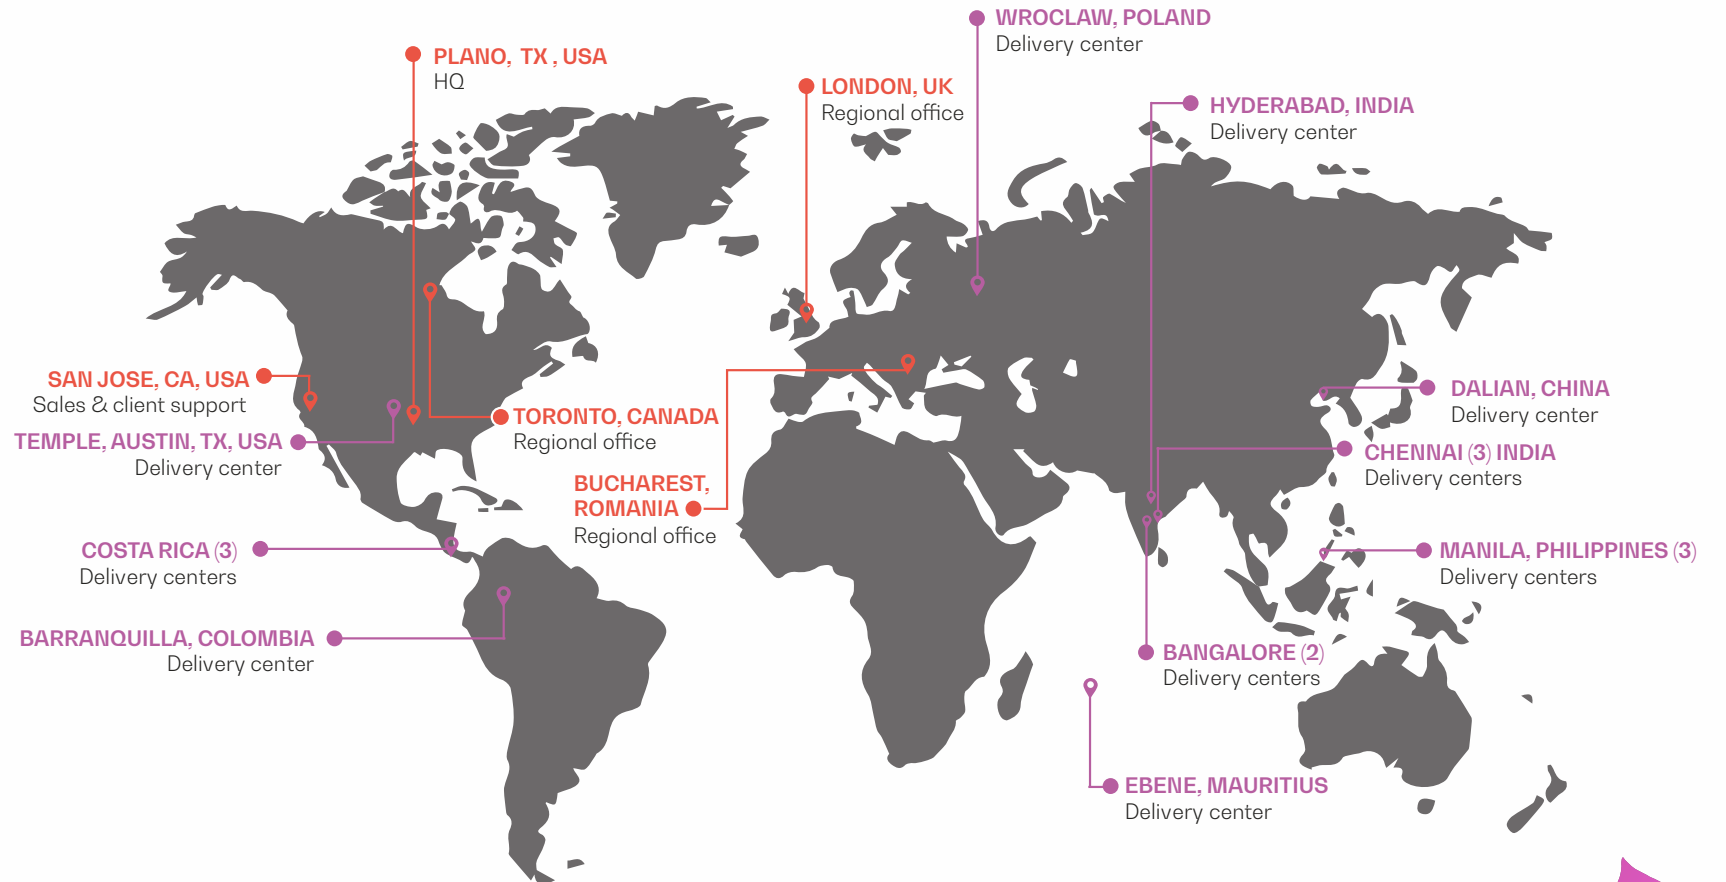 WROCLAW, POLAND
Delivery center
PLANO, TX , USA
HQ
LONDON, UK
Regional office
HYDERABAD, INDIA
Delivery center
SAN JOSE, CA, USA
Sales & client support
TEMPLE, AUSTIN, TX, USA
Delivery center
TORONTO, CANADA
Regional office
DALIAN, CHINA
Delivery center
CHENNAI (3) INDIA
Delivery centers
BUCHAREST,
ROMANIA
Regional office
COSTA RICA (3)
Delivery centers
MANILA, PHILIPPINES (3)
Delivery centers
BARRANQUILLA, COLOMBIA
Delivery center
BANGALORE (2)
Delivery centers
EBENE, MAURITIUS
Delivery center